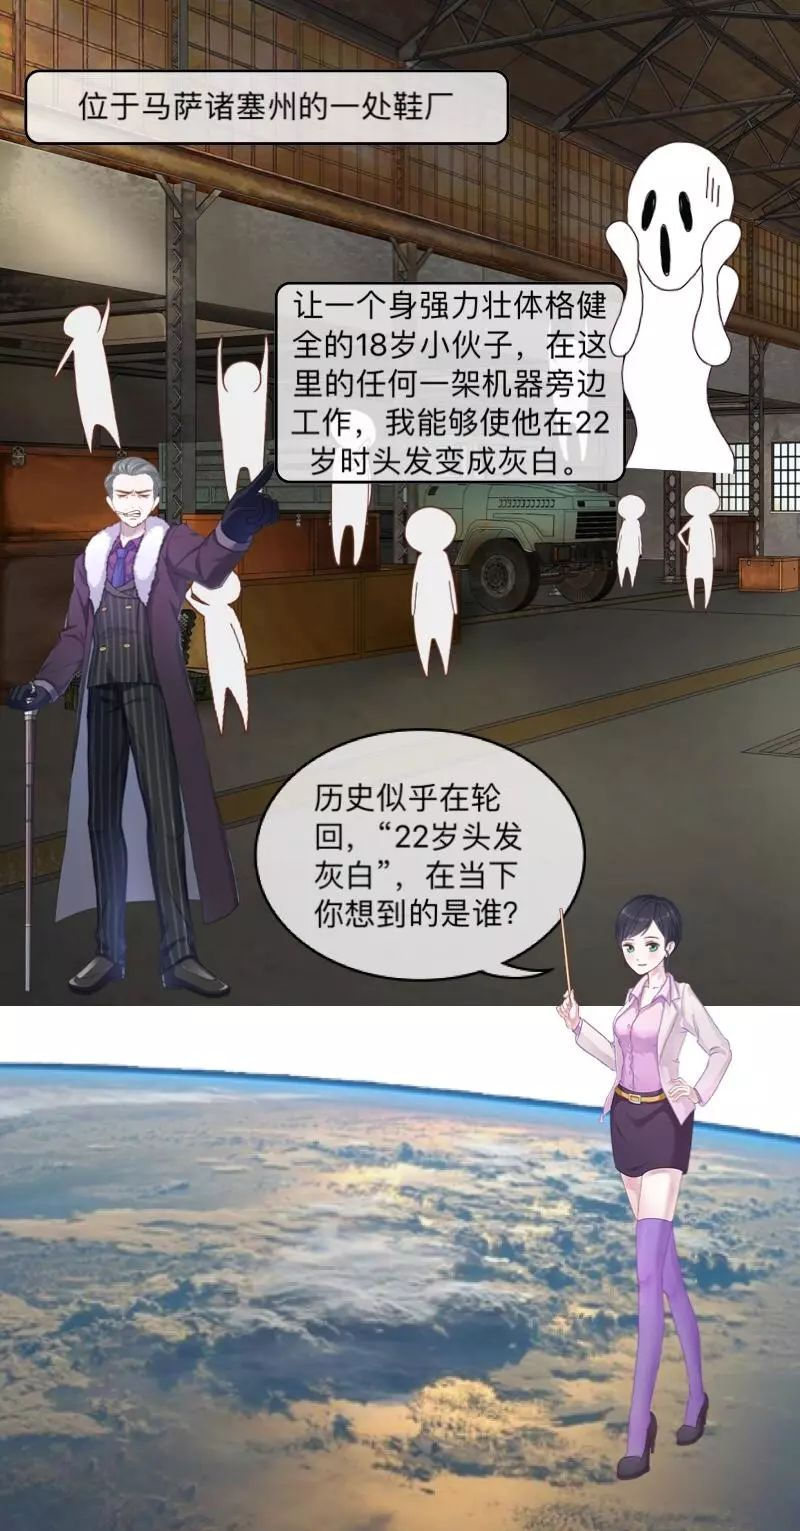 位于马萨诸塞州的一处鞋厂
让一个身强力壮体格健
全的18岁小伙子，在这
里的任何一架机器旁边
工作，我能够使他在22
岁时头发变成灰白。
历史似乎在轮
回，“22岁头发
灰白”，在当下
你想到的是谁？